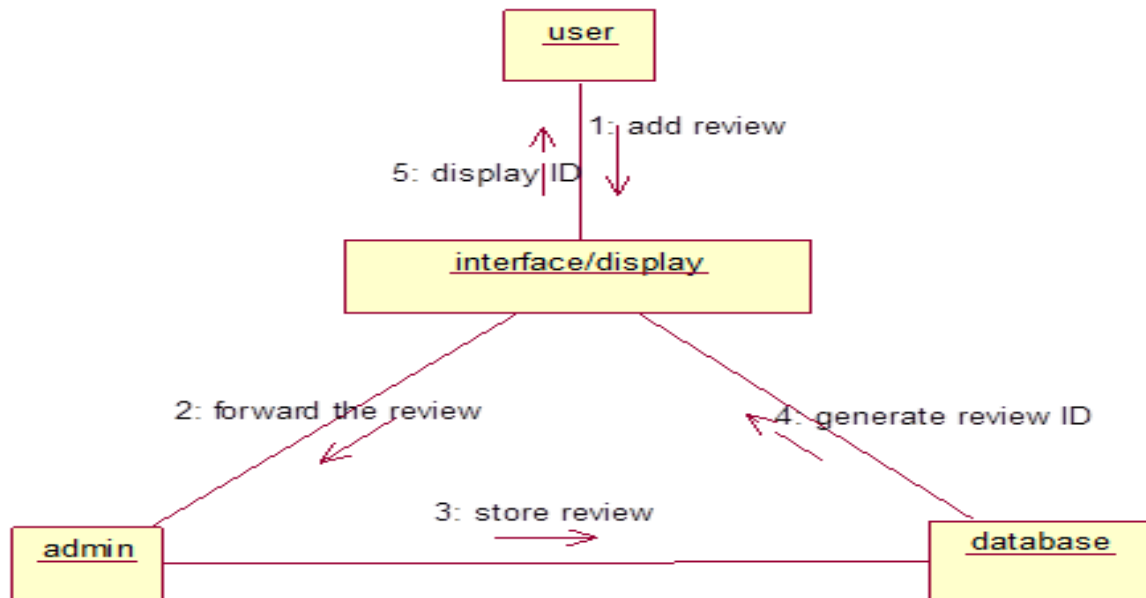 user
1: add review
5: display ID
interface/display
2: forward the review
4: generate review ID
3: store review
admin
database